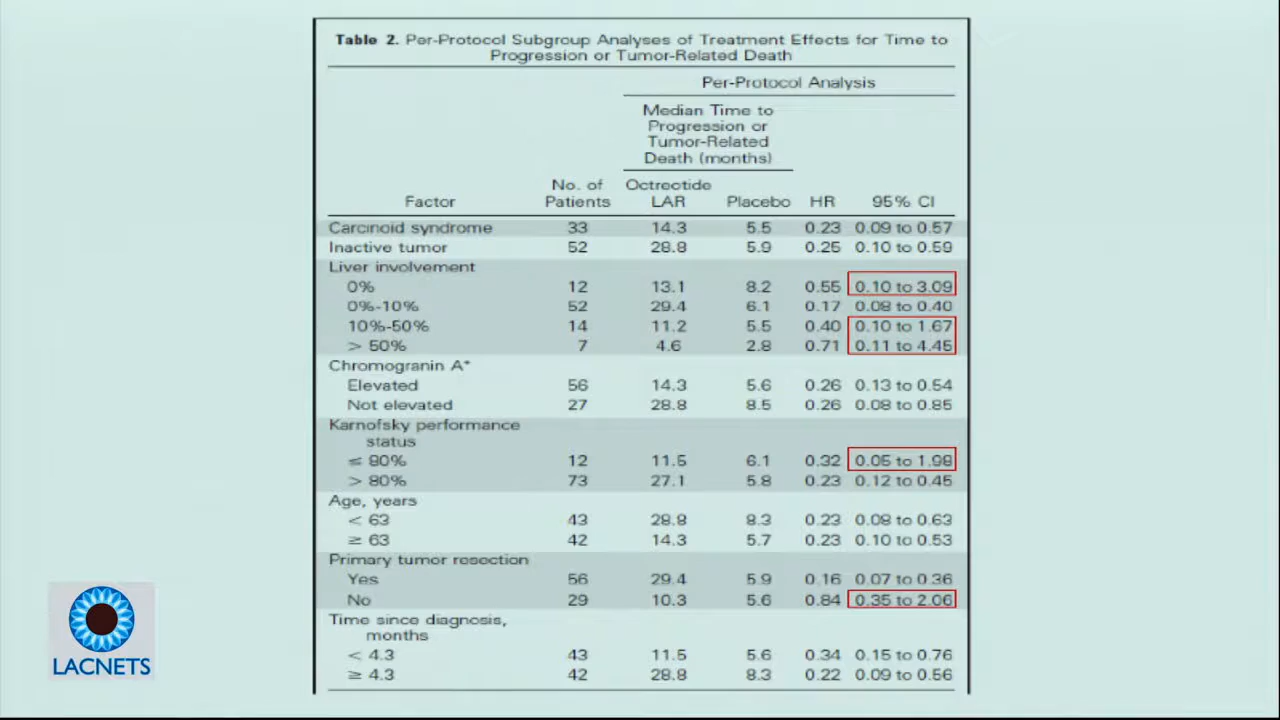 Table 2. Per-Protocol Subgroup Analyses of Treatment Effects for Time to
Progression or Tumor-Related Death
Per-Protocol Analysis
Median Time to
Progression or
Tumor-Related
Death (months)
No. of Octreotide
Factor Patients LAR Placebo HR 95% CI
Carcinoid syndrome 33 14.3 5.5 0.23 0.09 to 0.57
Inactive tumor 52 28.8 5.9 0.25 0.10 to 0.59
Liver involvement
0% 12 13.1 8.2 0.55 0.10 to 3.09
0%-10% 52 29.4 6.1 0.17 0.08 to 0.40
10%-50% 14 11.2 5.5 0.40 0.10 to 1.67
> 50% 7 4.6 2.8 0.71 0.11 to 4.45
Chromogranin A*
Elevated 56 14.3 5.6 0.26 0.13 to 0.54
Not elevated 27 28.8 8.5 0.26 0.08 to 0.85
Karnofsky performance
status
≤ 80% 12 11.5 6.1 0.32 0.05 to 1.98
> 80% 73 27.1 5.8 0.23 0.12 to 0.45
Age, years
< 63 43 28.8 8.3 0.23 0.08 to 0.63
≥ 63 42 14.3 5.7 0.23 0.10 to 0.53
Primary tumor resection
Yes 56 29.4 5.9 0.16 0.07 to 0.36
No 29 10.3 5.6 0.84 0.35 to 2.06
Time since diagnosis,
months
< 4.3 43 11.5 5.6 0.34 0.15 to 0.76
≥ 4.3 42 28.8 8.3 0.22 0.09 to 0.56
LACNETS